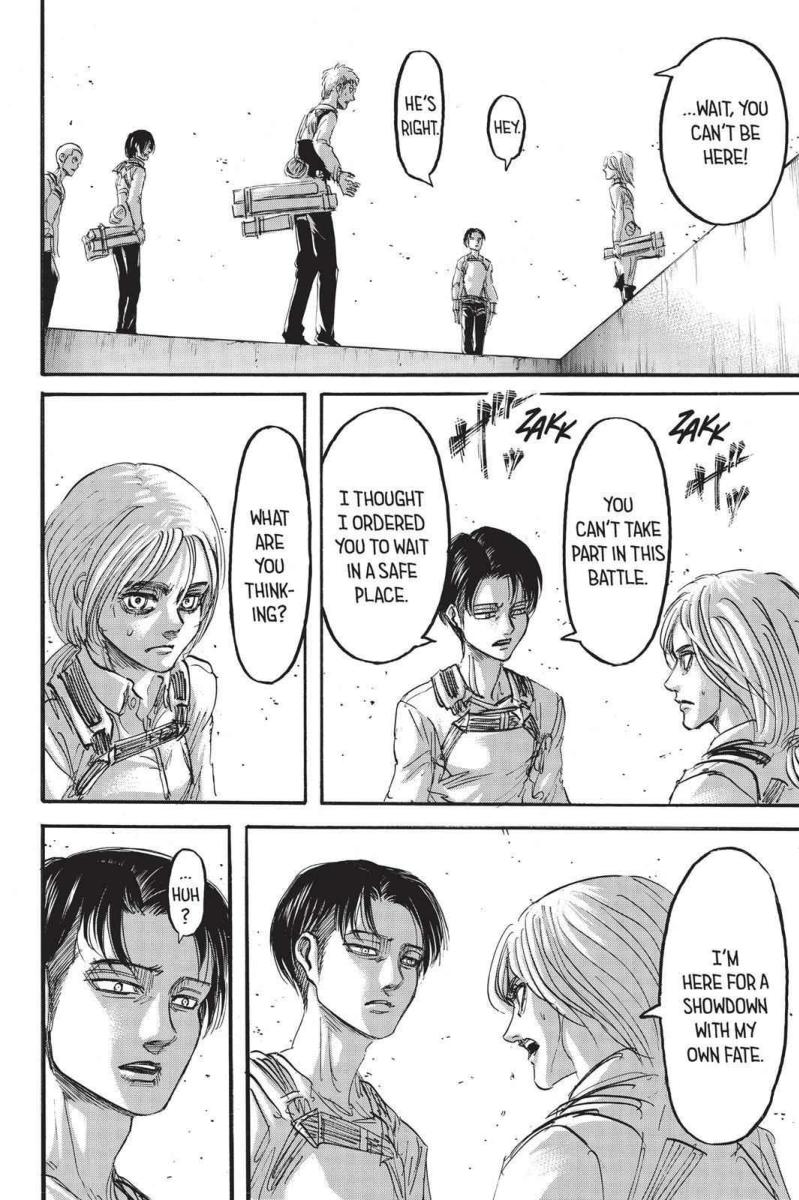 ...WAIT, YOU
CAN'T BE
HERE!
HEY.
HE'S
RIGHT.
ZAKK
ZAKK
YOU
CAN'T TAKE
PART IN THIS
BATTLE.
I THOUGHT
I ORDERED
YOU TO WAIT
IN A SAFE
PLACE.
WHAT
ARE
YOU
THINK-
ING?
I'M
HERE FOR A
SHOWDOWN
WITH MY
OWN FATE.
...
HUH
?